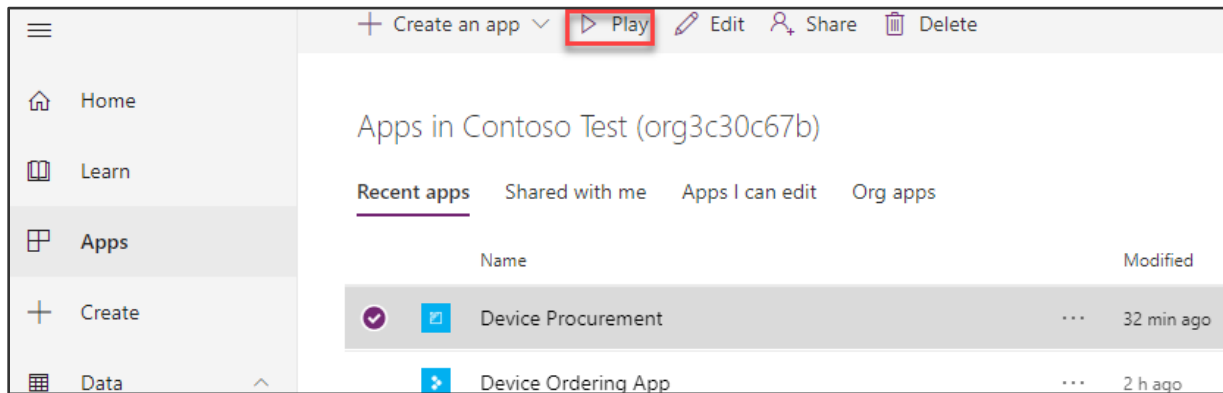 Create an app Play Edit Share Delete
Home
Learn
Apps
Create
Data
Apps in Contoso Test (org3c30c67b)
Recent apps Shared with me Apps I can edit Org apps
Name Modified
Device Procurement ... 32 min ago
Device Ordering App ... 2 h ago